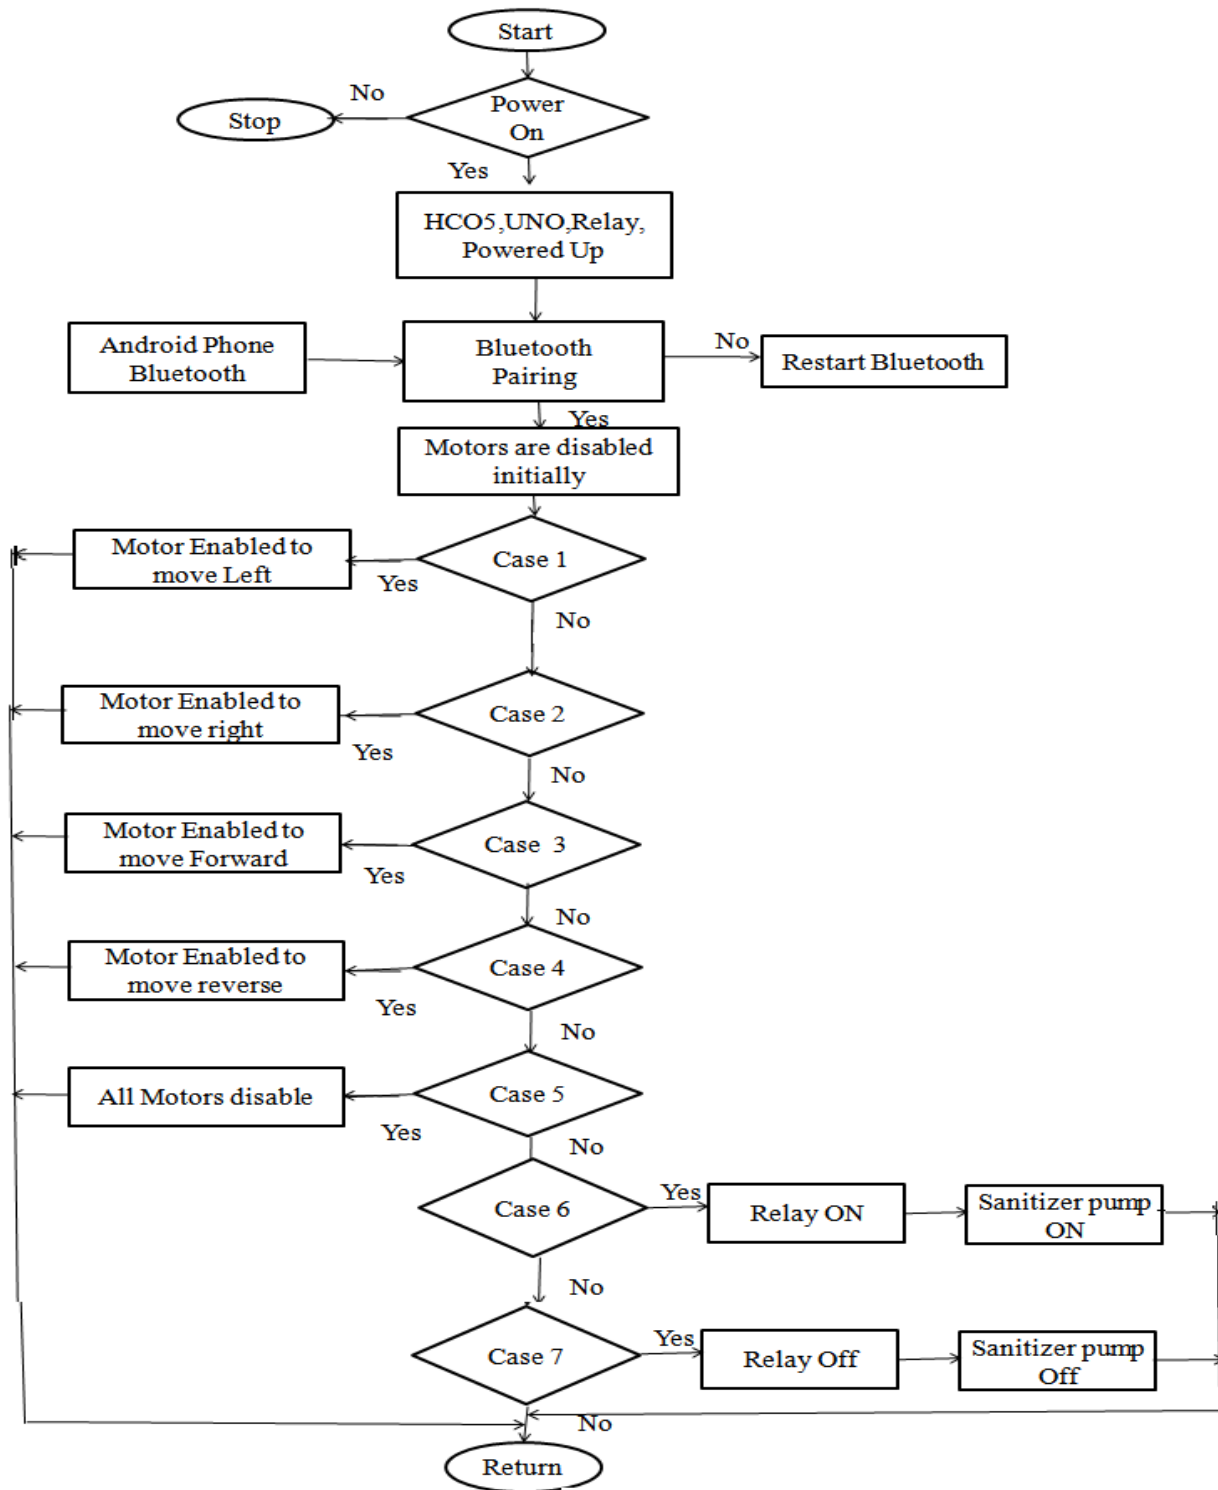 Start
No
Power
On
Stop
Yes
HCO5,UNO,Relay,
Powered Up
Android Phone
Bluetooth
Bluetooth
Pairing
No
Restart Bluetooth
Yes
Motors are disabled
initially
Motor Enabled to
move Left
Yes
Case 1
No
Motor Enabled to
move right
Yes
Case 2
No
Motor Enabled to
move Forward
Yes
Case 3
No
Motor Enabled to
move reverse
Yes
Case 4
No
All Motors disable
Yes
Case 5
No
Case 6
Yes
Relay ON
Sanitizer pump
ON
No
Case 7
Yes
Relay Off
Sanitizer pump
Off
No
Return